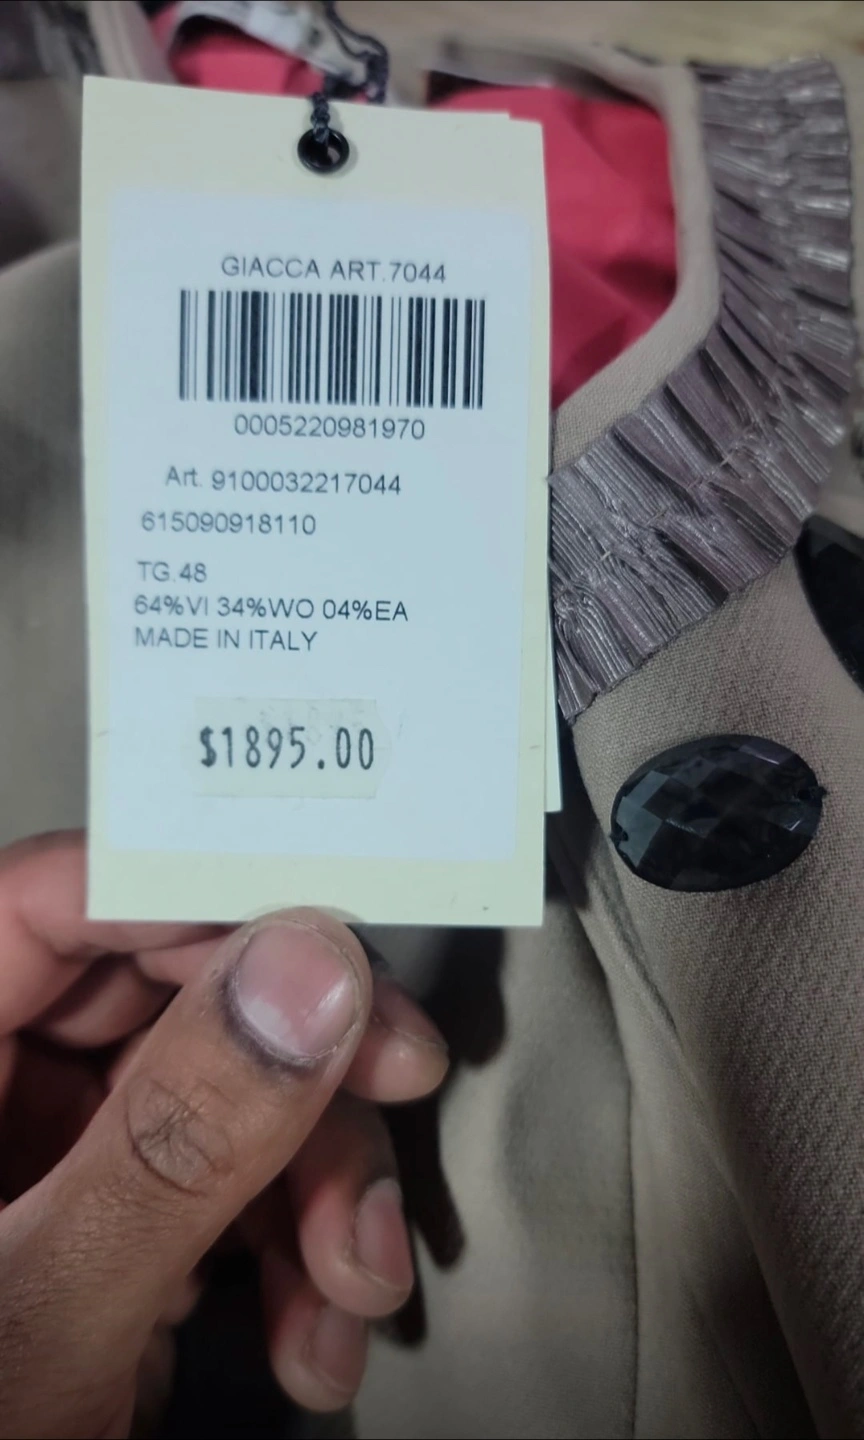 GIACCA ART.7044
0005220981970
Art. 9100032217044
615090918110
TG.48
64%VI 34%WO 04%EA
MADE IN ITALY
$1895.00